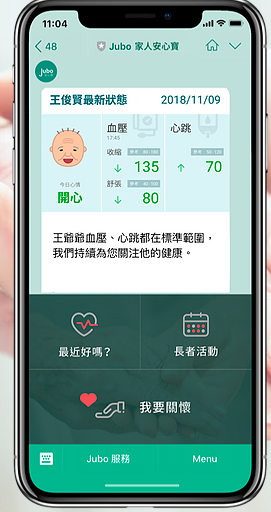 11:04
48
Jubo 家人安心寶
Jubo
王俊賢最新狀態 2018/11/09
血壓
17:45
心跳
收縮
↓ 135
↑ 70
今日心情
開心
舒張
↓ 80
王爺爺血壓、心跳都在標準範圍，
我們持續為您關注他的健康。
最近好嗎？
長者活動
我要關懷
Jubo 服務
Menu